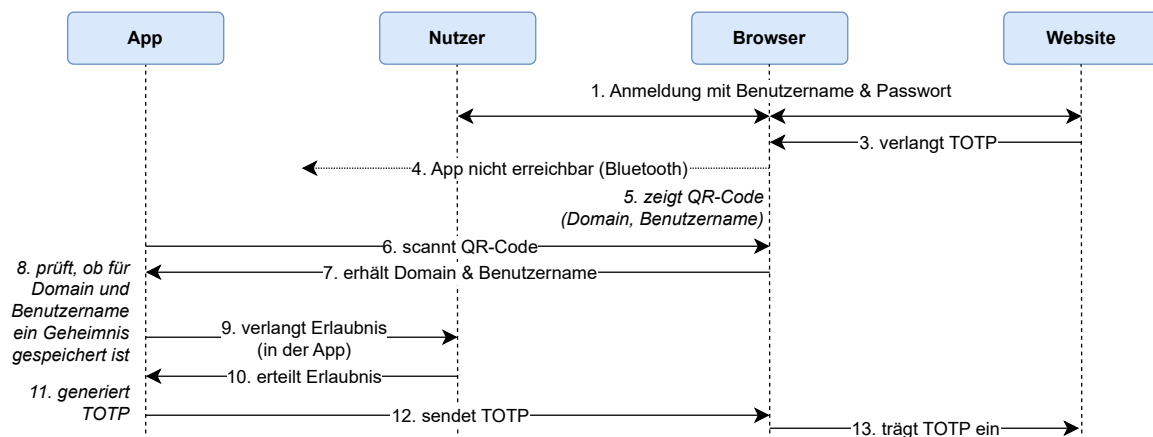 App
Nutzer
Browser
Website
1. Anmeldung mit Benutzername & Passwort
3. verlangt TOTP
4. App nicht erreichbar (Bluetooth)
5. zeigt QR-Code
(Domain, Benutzername)
6. scannt QR-Code
7. erhält Domain & Benutzername
8. prüft, ob für
Domain und
Benutzername
ein Geheimnis
gespeichert ist
9. verlangt Erlaubnis
(in der App)
10. erteilt Erlaubnis
11. generiert
TOTP
12. sendet TOTP
13. trägt TOTP ein